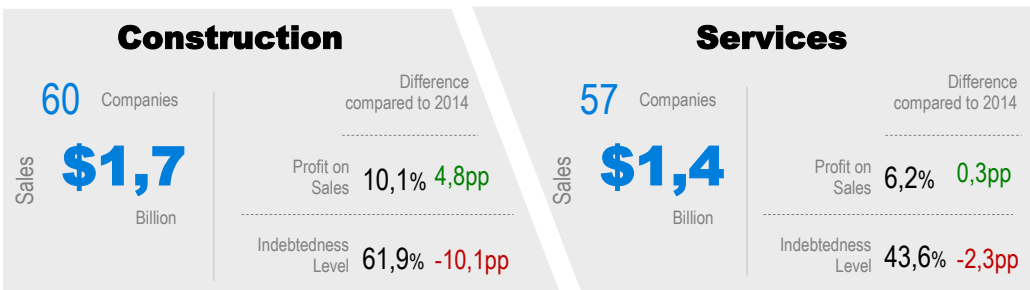 Construction
60 Companies
Sales
$1,7
Billion
Difference
compared to 2014
Profit on
Sales
10,1% 4,8pp
Indebtedness
Level
61,9% -10,1pp
Services
57 Companies
Sales
$1,4
Billion
Difference
compared to 2014
Profit on
Sales
6,2% 0,3pp
Indebtedness
Level
43,6% -2,3pp